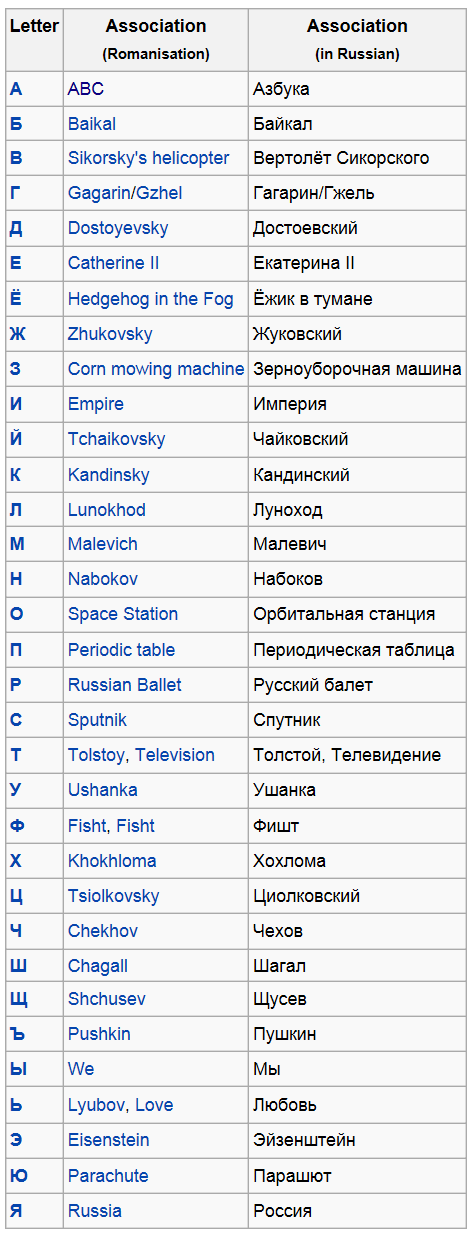 Letter Association Association
(Romanisation) (in Russian)
А ABC Азбука
Б Baikal Байкал
В Sikorsky's helicopter Вертолёт Сикорского
Г Gagarin/Gzhel Гагарин/Гжель
Д Dostoyevsky Достоевский
Е Catherine II Екатерина II
Ё Hedgehog in the Fog Ёжик в тумане
Ж Zhukovsky Жуковский
З Corn mowing machine Зерноуборочная машина
И Empire Империя
Й Tchaikovsky Чайковский
К Kandinsky Кандинский
Л Lunokhod Луноход
М Malevich Малевич
Н Nabokov Набоков
О Space Station Орбитальная станция
П Periodic table Периодическая таблица
Р Russian Ballet Русский балет
С Sputnik Спутник
Т Tolstoy, Television Толстой, Телевидение
У Ushanka Ушанка
Ф Fisht, Fisht Фишт
Х Khokhloma Хохлома
Ц Tsiolkovsky Циолковский
Ч Chekhov Чехов
Ш Chagall Шагал
Щ Shchusev Щусев
Ъ Pushkin Пушкин
Ы We Мы
Ь Lyubov, Love Любовь
Э Eisenstein Эйзенштейн
Ю Parachute Парашют
Я Russia Россия